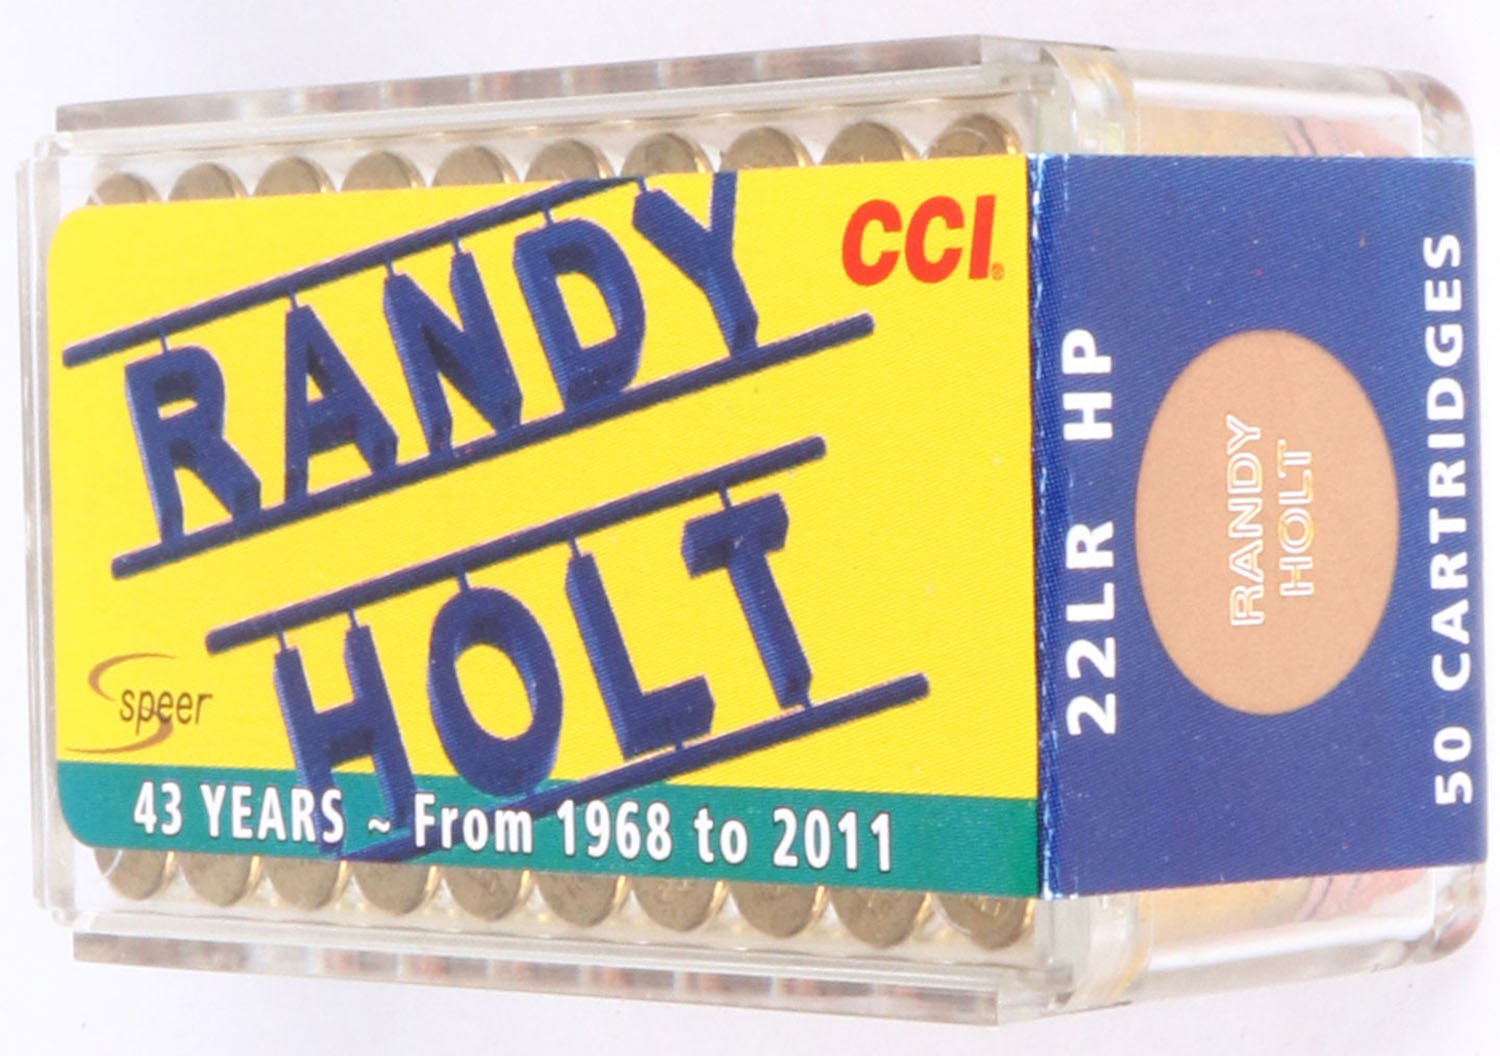 RANDY
HOLT
CCI®
speer
43 YEARS ~ From 1968 to 2011
22LR HP
RANDY
HOLT
50 CARTRIDGES